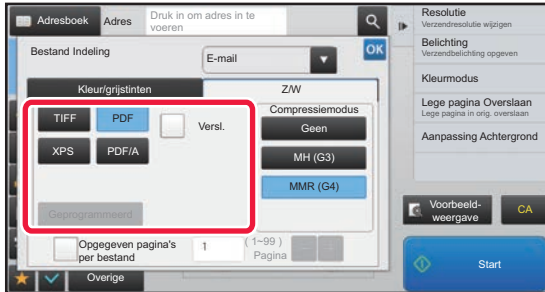 Adresboek
Adres
Druk in om adres in te
voeren
Bestand Indeling
E-mail
OK
Kleur/grijstinten
Z/W
TIFF
PDF
Versl.
XPS
PDF/A
Geprogrammeerd
Compressiemodus
Geen
MH (G3)
MMR (G4)
Opgegeven pagina's
per bestand
1
( 1~99 )
Pagina
Overige
Resolutie
Verzendresolutie wijzigen
Belichting
Verzendbelichting opgeven
Kleurmodus
Lege pagina Overslaan
Lege pagina in orig. overslaan
Aanpassing Achtergrond
Voorbeeld-
weergave
CA
Start